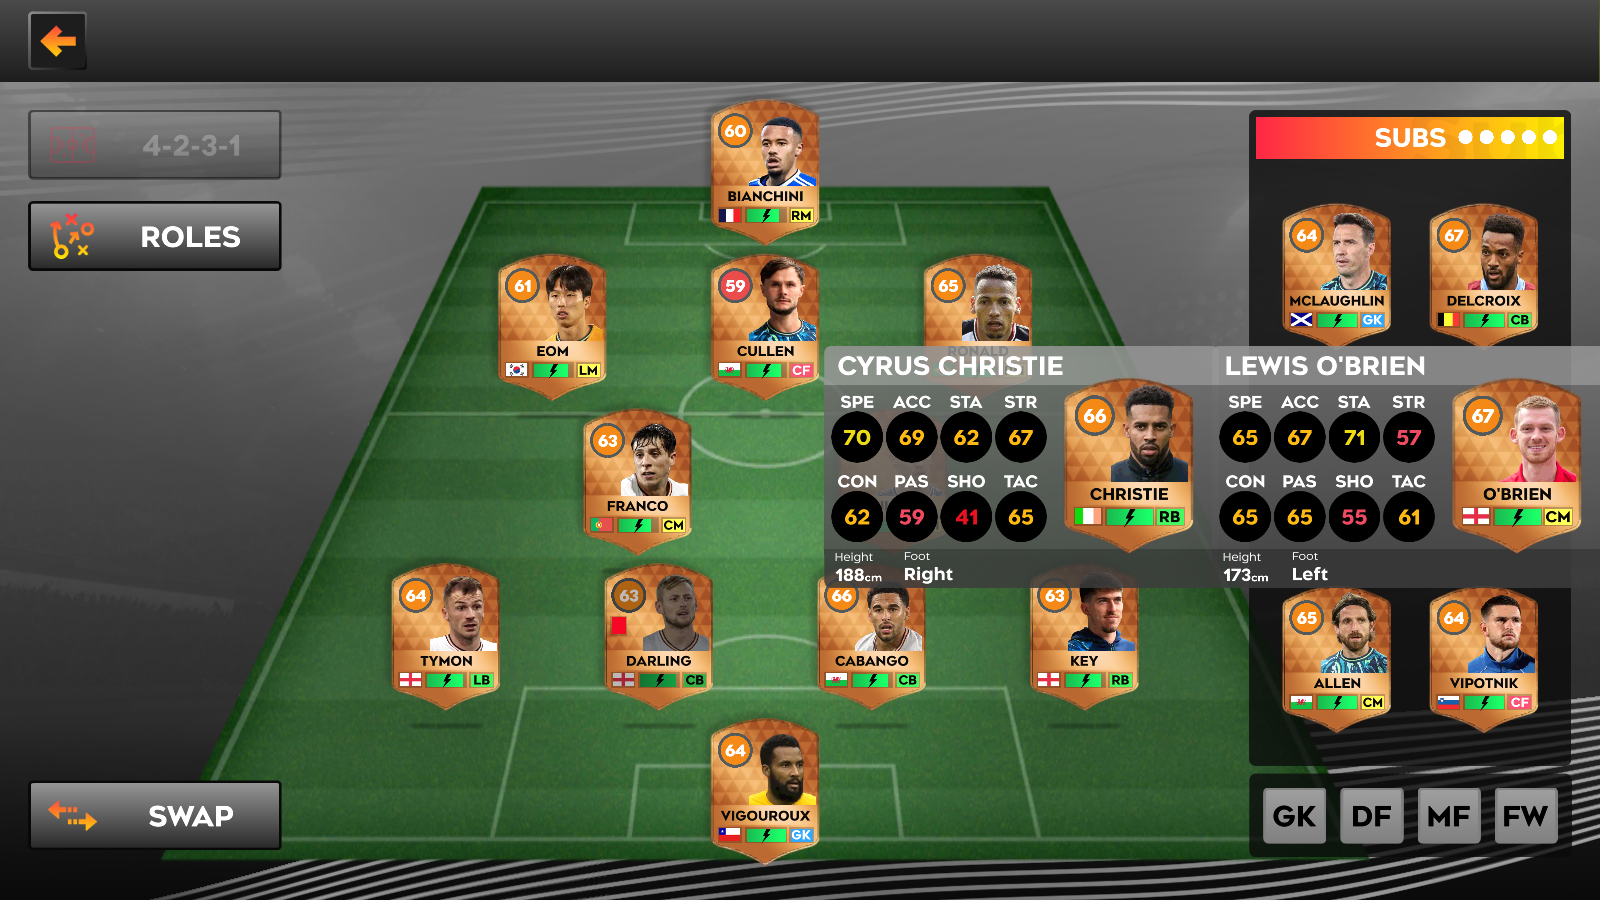 4-2-3-1
ROLES
SWAP
60
BIANCHINI
RM
61
EOM
LM
59
CULLEN
CF
65
RONALD
63
FRANCO
CM
64
TYMON
LB
63
DARLING
CB
66
CABANGO
CB
63
KEY
RB
64
VIGOUROUX
GK
CYRUS CHRISTIE
SPE ACC STA STR
70 69 62 67
CON PAS SHO TAC
62 59 41 65
Height Foot
188cm Right
66
CHRISTIE
RB
LEWIS O'BRIEN
SPE ACC STA STR
65 67 71 57
CON PAS SHO TAC
65 65 55 61
Height Foot
173cm Left
67
O'BRIEN
CM
SUBS
64
MCLAUGHLIN
GK
67
DELCROIX
CB
65
ALLEN
CM
64
VIPOTNIK
CF
GK DF MF FW